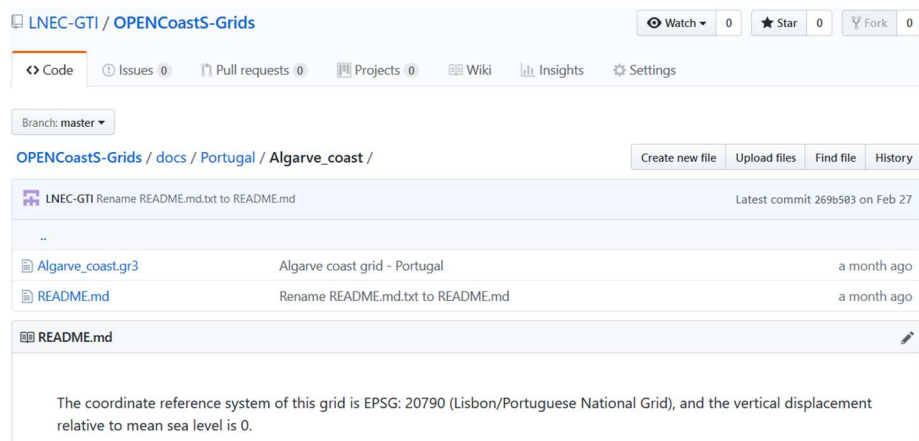 LNEC-GTI / OPENCoastS-Grids
Watch 0 Star 0 Fork 0
Code Issues 0 Pull requests 0 Projects 0 Wiki Insights Settings
Branch: master
OPENCoastS-Grids / docs / Portugal / Algarve_coast /
Create new file Upload files Find file History
LNEC-GTI Rename README.md.txt to README.md Latest commit 269b503 on Feb 27
..
Algarve_coast.gr3 Algarve coast grid - Portugal a month ago
README.md Rename README.md.txt to README.md a month ago
README.md
The coordinate reference system of this grid is EPSG: 20790 (Lisbon/Portuguese National Grid), and the vertical displacement
relative to mean sea level is 0.